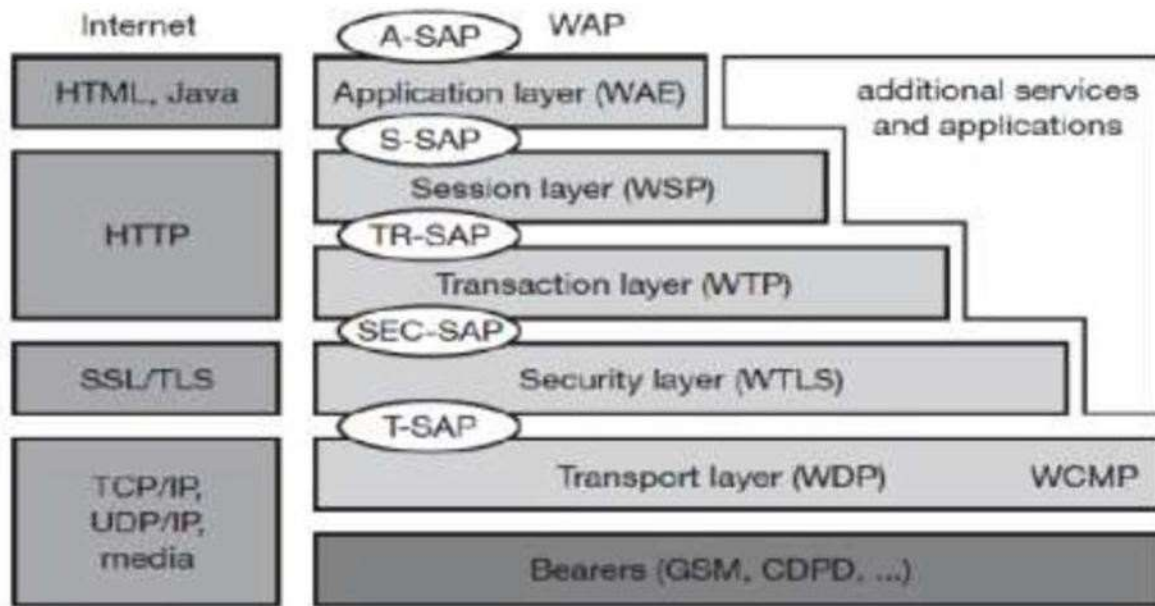 Internet
A-SAP
WAP
HTML, Java
Application layer (WAE)
additional services
and applications
S-SAP
Session layer (WSP)
HTTP
TR-SAP
Transaction layer (WTP)
SEC-SAP
SSL/TLS
Security layer (WTLS)
T-SAP
TCP/IP,
UDP/IP,
media
Transport layer (WDP)
WCMP
Bearers (GSM, CDPD, ...)